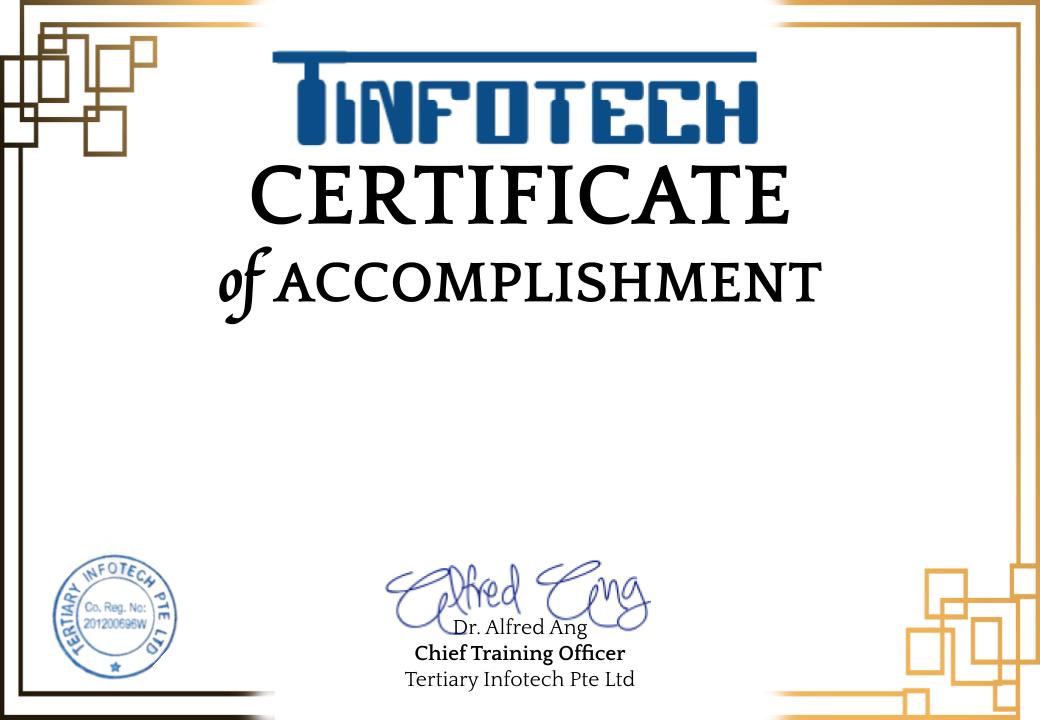 TINFOTECH
CERTIFICATE
of ACCOMPLISHMENT
TERTIARY INFOTECH PTE LTD
Co. Reg. No:
201200696W
Alfred Ang
Dr. Alfred Ang
Chief Training Officer
Tertiary Infotech Pte Ltd